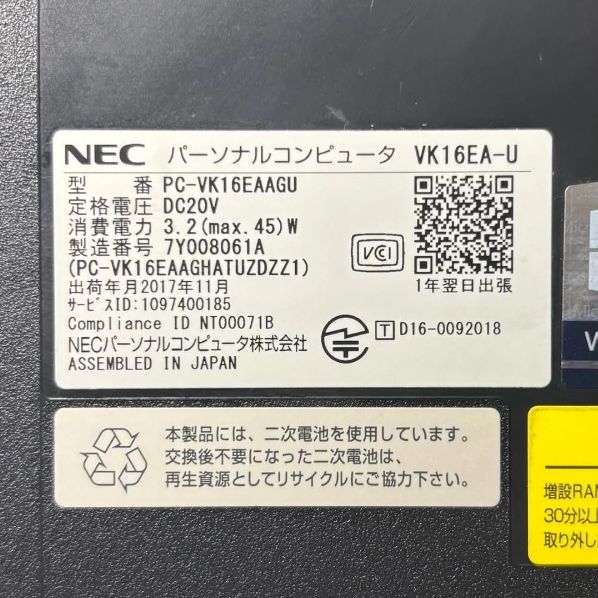 NEC パーソナルコンピュータ VK16EA-U
型 番 PC-VK16EAAGU
定格電圧 DC20V
消費電力 3.2(max.45)W
製造番号 7Y008061A
(PC-VK16EAAGHATUZDZZ1)
出荷年月2017年11月
ｻｰﾋﾞｽID:1097400185
Compliance ID NT00071B
NECパーソナルコンピュータ株式会社
ASSEMBLED IN JAPAN
VCI
1年翌日出張
T D16-0092018
本製品には、二次電池を使用しています。
交換後不要になった二次電池は、
再生資源としてリサイクルにご協力下さい。
増設RAM
30分以上
取り外し